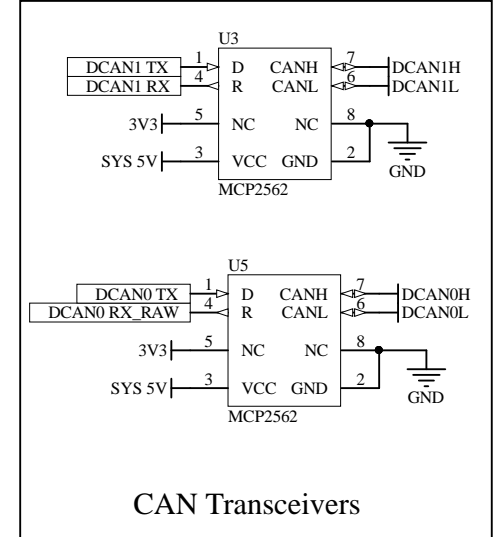 U3
DCAN1 TX 1 D CANH 7 DCAN1H
DCAN1 RX 4 R CANL 6 DCAN1L
3V3 5 NC NC 8
SYS 5V 3 VCC GND 2
GND
MCP2562
U5
DCAN0 TX 1 D CANH 7 DCAN0H
DCAN0 RX_RAW 4 R CANL 6 DCAN0L
3V3 5 NC NC 8
SYS 5V 3 VCC GND 2
GND
MCP2562
CAN Transceivers